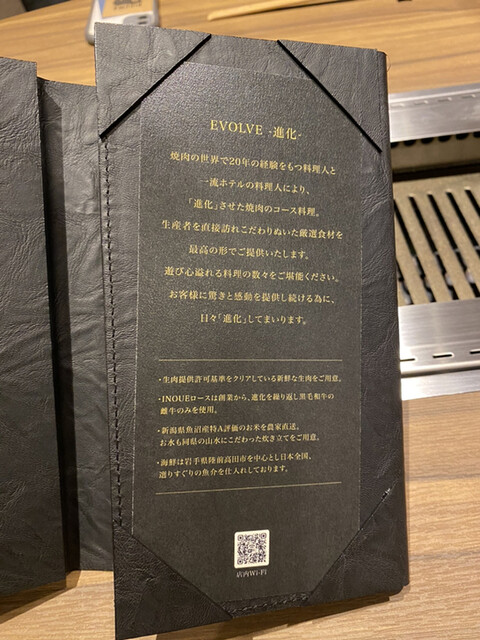 EVOLVE -進化-
焼肉の世界で20年の経験をもつ料理人と
一流ホテルの料理人により、
「進化」させた焼肉のコース料理。
生産者を直接訪れこだわりぬいた厳選食材を
最高の形でご提供いたします。
遊び心溢れる料理の数々をご堪能ください。
お客様に驚きと感動を提供し続ける為に、
日々「進化」してまいります。
・生肉提供許可基準をクリアしている新鮮な生肉をご用意。
・INOUEロースは創業から、進化を繰り返し黒毛和牛の
雌牛のみを使用。
・新潟県魚沼産特A評価のお米を農家直送。
お水も同県の山水にこだわった炊き立てをご用意。
・海鮮は岩手県陸前高田市を中心とし日本全国、
選りすぐりの魚介を仕入れしております。
店内Wi-Fi